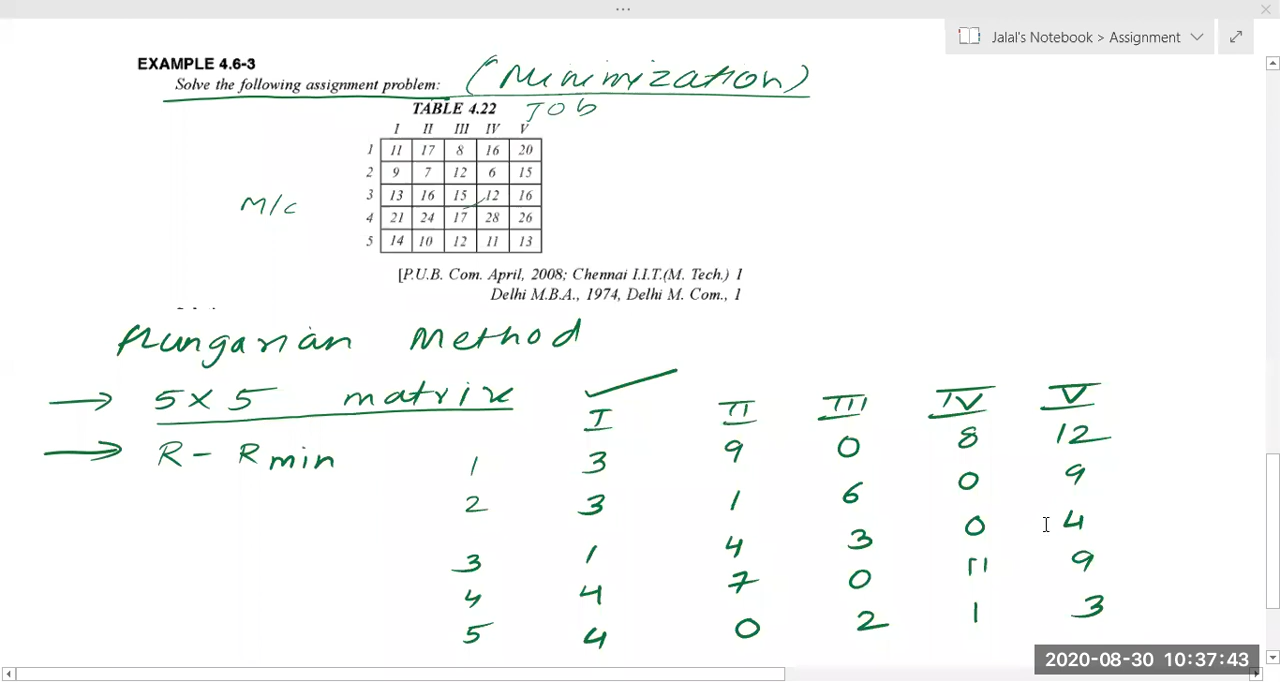 Jalal's Notebook > Assignment
EXAMPLE 4.6-3
Solve the following assignment problem: (Minimization)
TABLE 4.22 Job
I II III IV V
1 11 17 8 16 20
2 9 7 12 6 15
3 13 16 15 12 16
M/c
4 21 24 17 28 26
5 14 10 12 11 13
[P.U.B. Com. April, 2008; Chennai I.I.T.(M. Tech.) 1
Delhi M.B.A., 1974, Delhi M. Com., 1
Hungarian Method
→ 5 x 5 matrix
I II III IV V
→ R - R min
1 3 9 0 8 12
2 3 1 6 0 9
3 1 4 3 0 4
4 4 7 0 11 9
5 4 0 2 1 3
2020-08-30 10:37:43